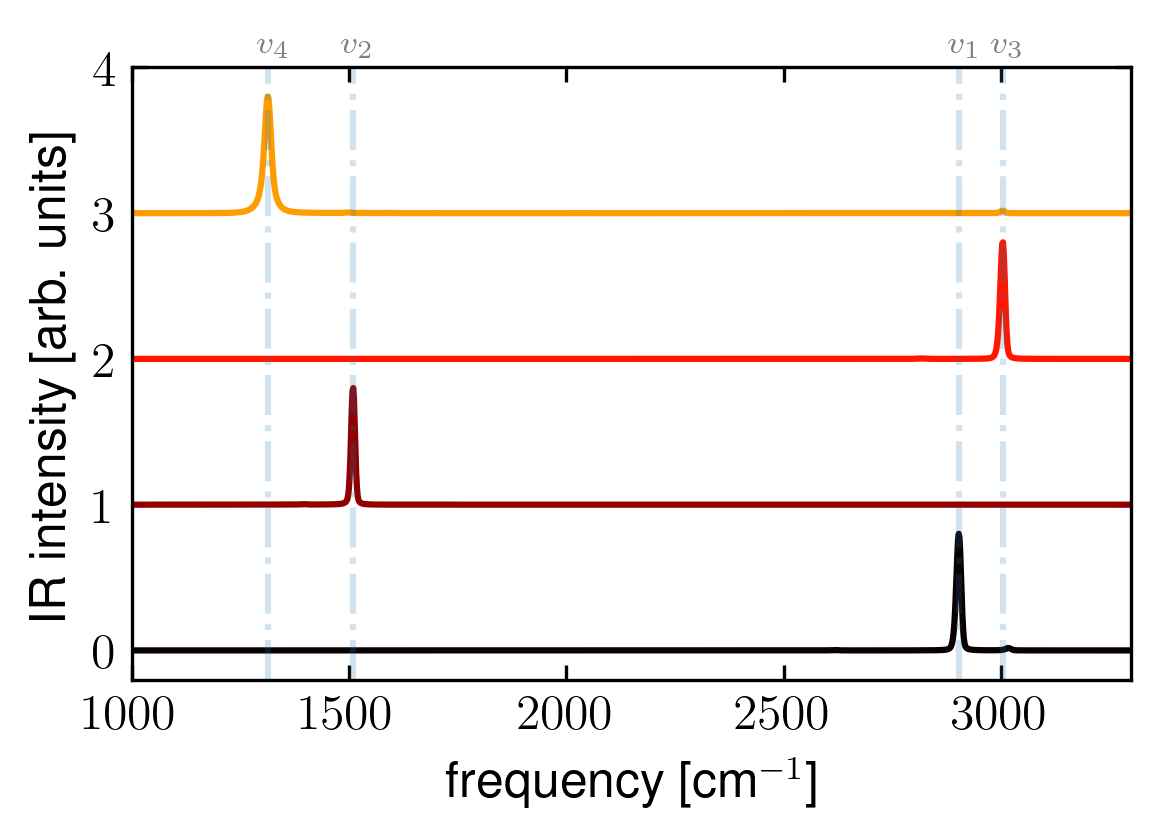 v₄ v₂ v₁ v₃
4
3
2
1
0
IR intensity [arb. units]
1000 1500 2000 2500 3000
frequency [cm⁻¹]